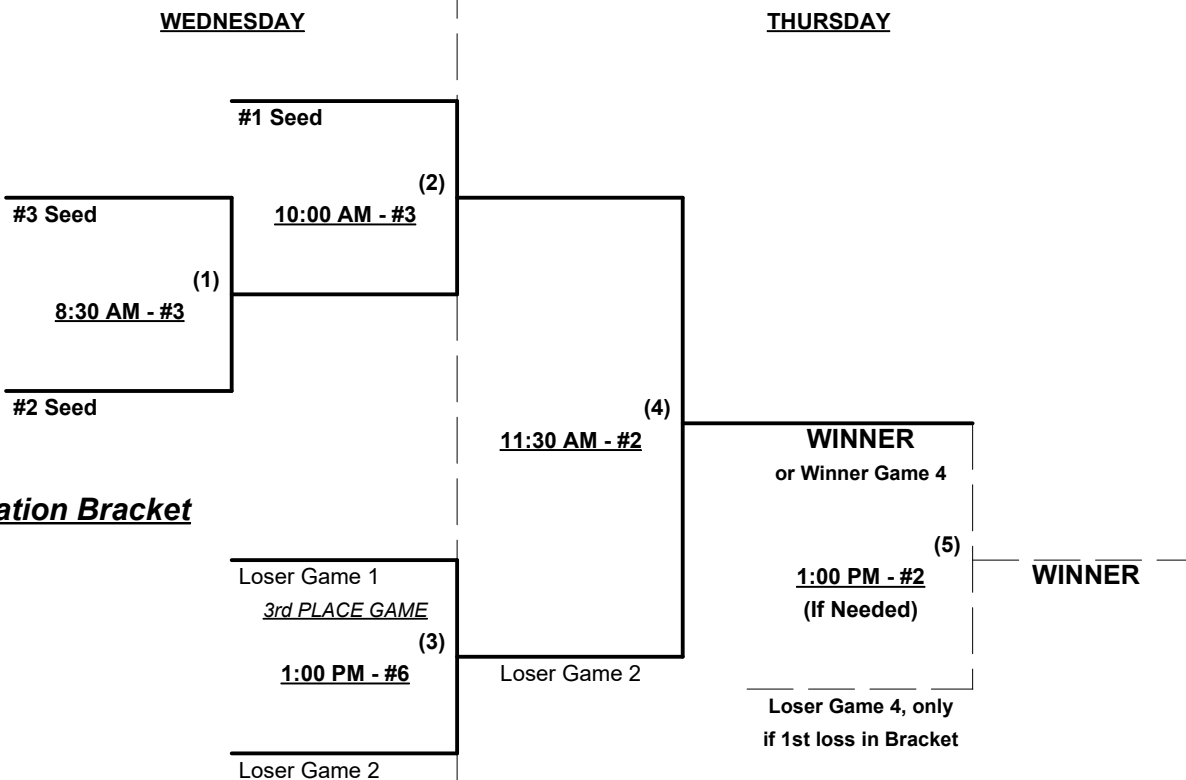 WEDNESDAY
THURSDAY
#1 Seed
(2)
10:00 AM - #3
#3 Seed
(1)
8:30 AM - #3
#2 Seed
(4)
11:30 AM - #2
WINNER
or Winner Game 4
ation Bracket
(5)
1:00 PM - #2
(If Needed)
WINNER
Loser Game 1
3rd PLACE GAME
(3)
1:00 PM - #6
Loser Game 2
Loser Game 4, only
if 1st loss in Bracket
Loser Game 2